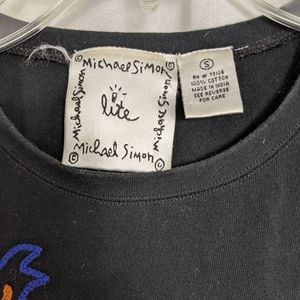 © Michael Simon ©
Michael Simon
lite
Michael Simon
© Michael Simon ©
S
RN # 73108
100% COTTON
MADE IN INDIA
SEE REVERSE
FOR CARE